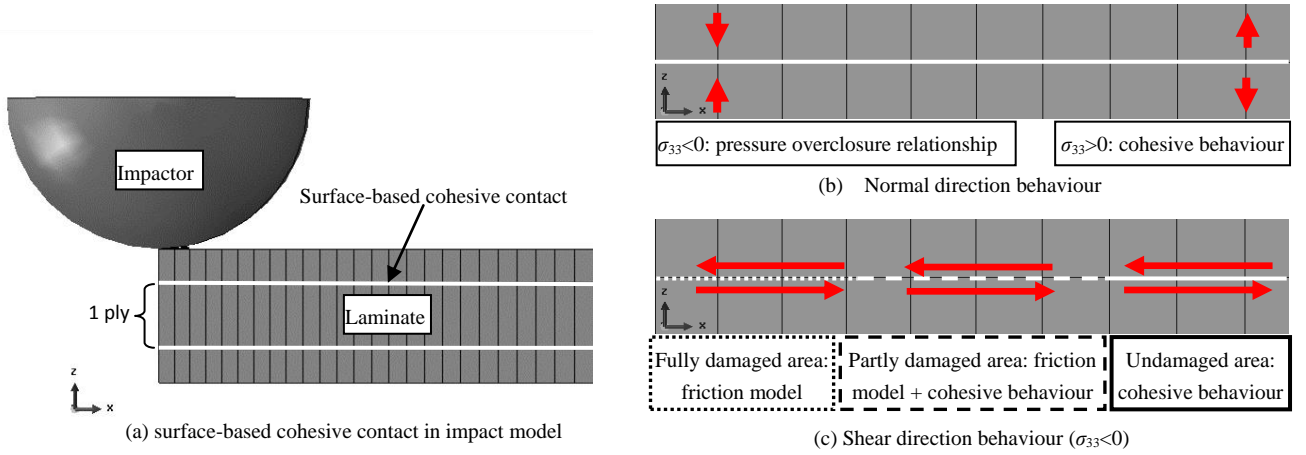 Impactor
Surface-based cohesive contact
1 ply
Laminate
z
x
(a) surface-based cohesive contact in impact model
z
x
σ33<0: pressure overclosure relationship
σ33>0: cohesive behaviour
(b) Normal direction behaviour
z
x
Fully damaged area:
friction model
Partly damaged area: friction
model + cohesive behaviour
Undamaged area:
cohesive behaviour
(c) Shear direction behaviour (σ33<0)